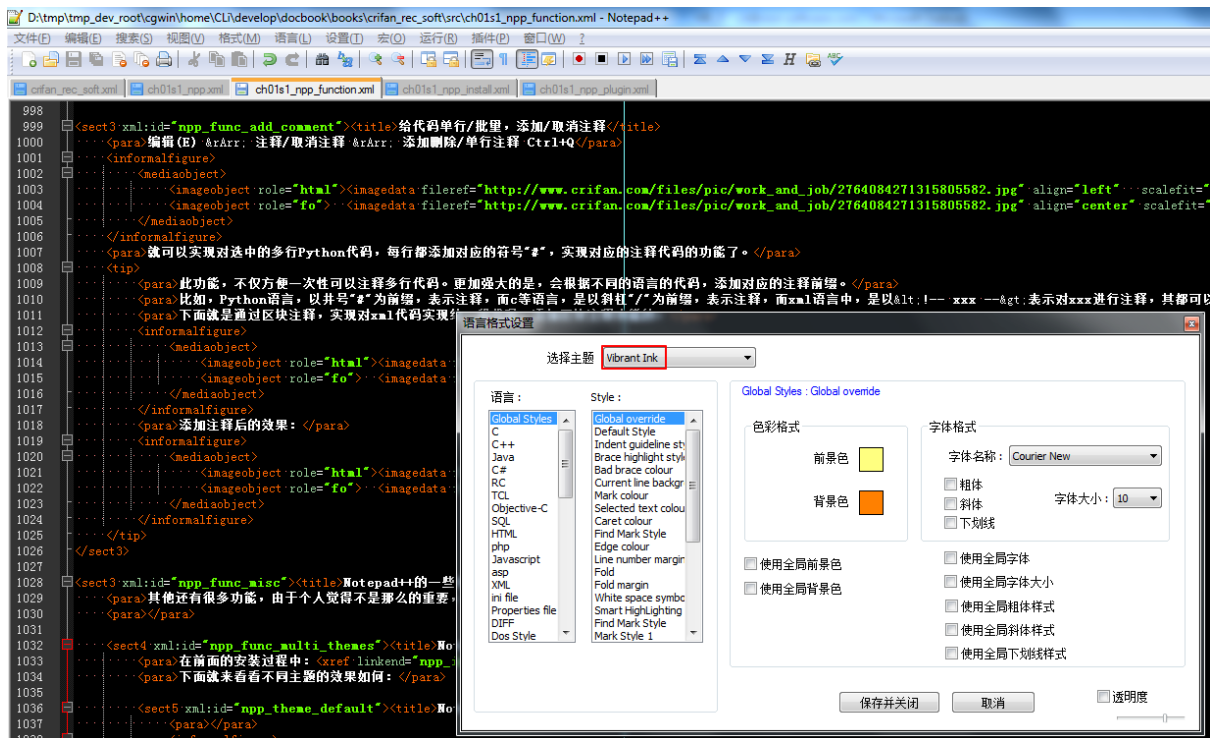 D:\tmp\tmp_dev_root\cgwin\home\CLi\develop\docbook\books\crifan_rec_soft\src\ch01s1_npp_function.xml - Notepad++
文件(F) 编辑(E) 搜索(S) 视图(V) 格式(M) 语言(L) 设置(T) 宏(O) 运行(R) 插件(P) 窗口(W) ?
crifan_rec_soft.xml ch01s1_npp.xml ch01s1_npp_function.xml ch01s1_npp_install.xml ch01s1_npp_plugin.xml
998
999 <sect3 xml:id="npp_func_add_comment"><title>给代码单行/批量，添加/取消注释</title>
1000 <para>编辑(E) &rArr; 注释/取消注释 &rArr; 添加删除/单行注释 Ctrl+Q</para>
1001 <informalfigure>
1002 <mediaobject>
1003 <imageobject role="html"><imagedata fileref="http://www.crifan.com/files/pic/work_and_job/2764084271315805582.jpg" align="left" scalefit="
1004 <imageobject role="fo"> <imagedata fileref="http://www.crifan.com/files/pic/work_and_job/2764084271315805582.jpg" align="center" scalefit="
1005 </mediaobject>
1006 </informalfigure>
1007 <para>就可以实现对选中的多行Python代码，每行都添加对应的符号"#"，实现对应的注释代码的功能了。</para>
1008 <tip>
1009 <para>此功能，不仅方便一次性可以注释多行代码。更加强大的是，会根据不同的语言的代码，添加对应的注释前缀。</para>
1010 <para>比如，Python语言，以井号"#"为前缀，表示注释，而c等语言，是以斜杠"/"为前缀，表示注释，而xml语言中，是以&lt;!-- xxx --&gt;表示对xxx进行注释，其都可以
1011 <para>下面就是通过区块注释，实现对xml代码实现
1012 <informalfigure>
1013 <mediaobject>
1014 <imageobject role="html"><imagedata
1015 <imageobject role="fo"> <imagedata
1016 </mediaobject>
1017 </informalfigure>
1018 <para>添加注释后的效果：</para>
1019 <informalfigure>
1020 <mediaobject>
1021 <imageobject role="html"><imagedata
1022 <imageobject role="fo"> <imagedata
1023 </mediaobject>
1024 </informalfigure>
1025 </tip>
1026 </sect3>
1027
1028 <sect3 xml:id="npp_func_misc"><title>Notepad++的一些
1029 <para>其他还有很多功能，由于个人觉得不是那么的重要，
1030 <para></para>
1031
1032 <sect4 xml:id="npp_func_multi_themes"><title>No
1033 <para>在前面的安装过程中：<xref linkend="npp_
1034 <para>下面就来看看不同主题的效果如何：</para>
1035
1036 <sect5 xml:id="npp_theme_default"><title>No
1037 <para></para>
语言格式设置
选择主题 Vibrant Ink
语言：
Global Styles
C
C++
Java
C#
RC
TCL
Objective-C
SQL
HTML
php
Javascript
asp
XML
ini file
Properties file
DIFF
Dos Style
Style :
Global override
Default Style
Indent guideline sty
Brace highlight style
Bad brace colour
Current line backgr
Mark colour
Selected text colou
Caret colour
Find Mark Style
Edge colour
Line number margin
Fold
Fold margin
White space symbo
Smart HighLighting
Find Mark Style
Mark Style 1
Global Styles : Global override
色彩格式
前景色
背景色
字体格式
字体名称： Courier New
粗体
斜体
下划线
字体大小： 10
使用全局前景色
使用全局背景色
使用全局字体
使用全局字体大小
使用全局粗体样式
使用全局斜体样式
使用全局下划线样式
保存并关闭
取消
透明度